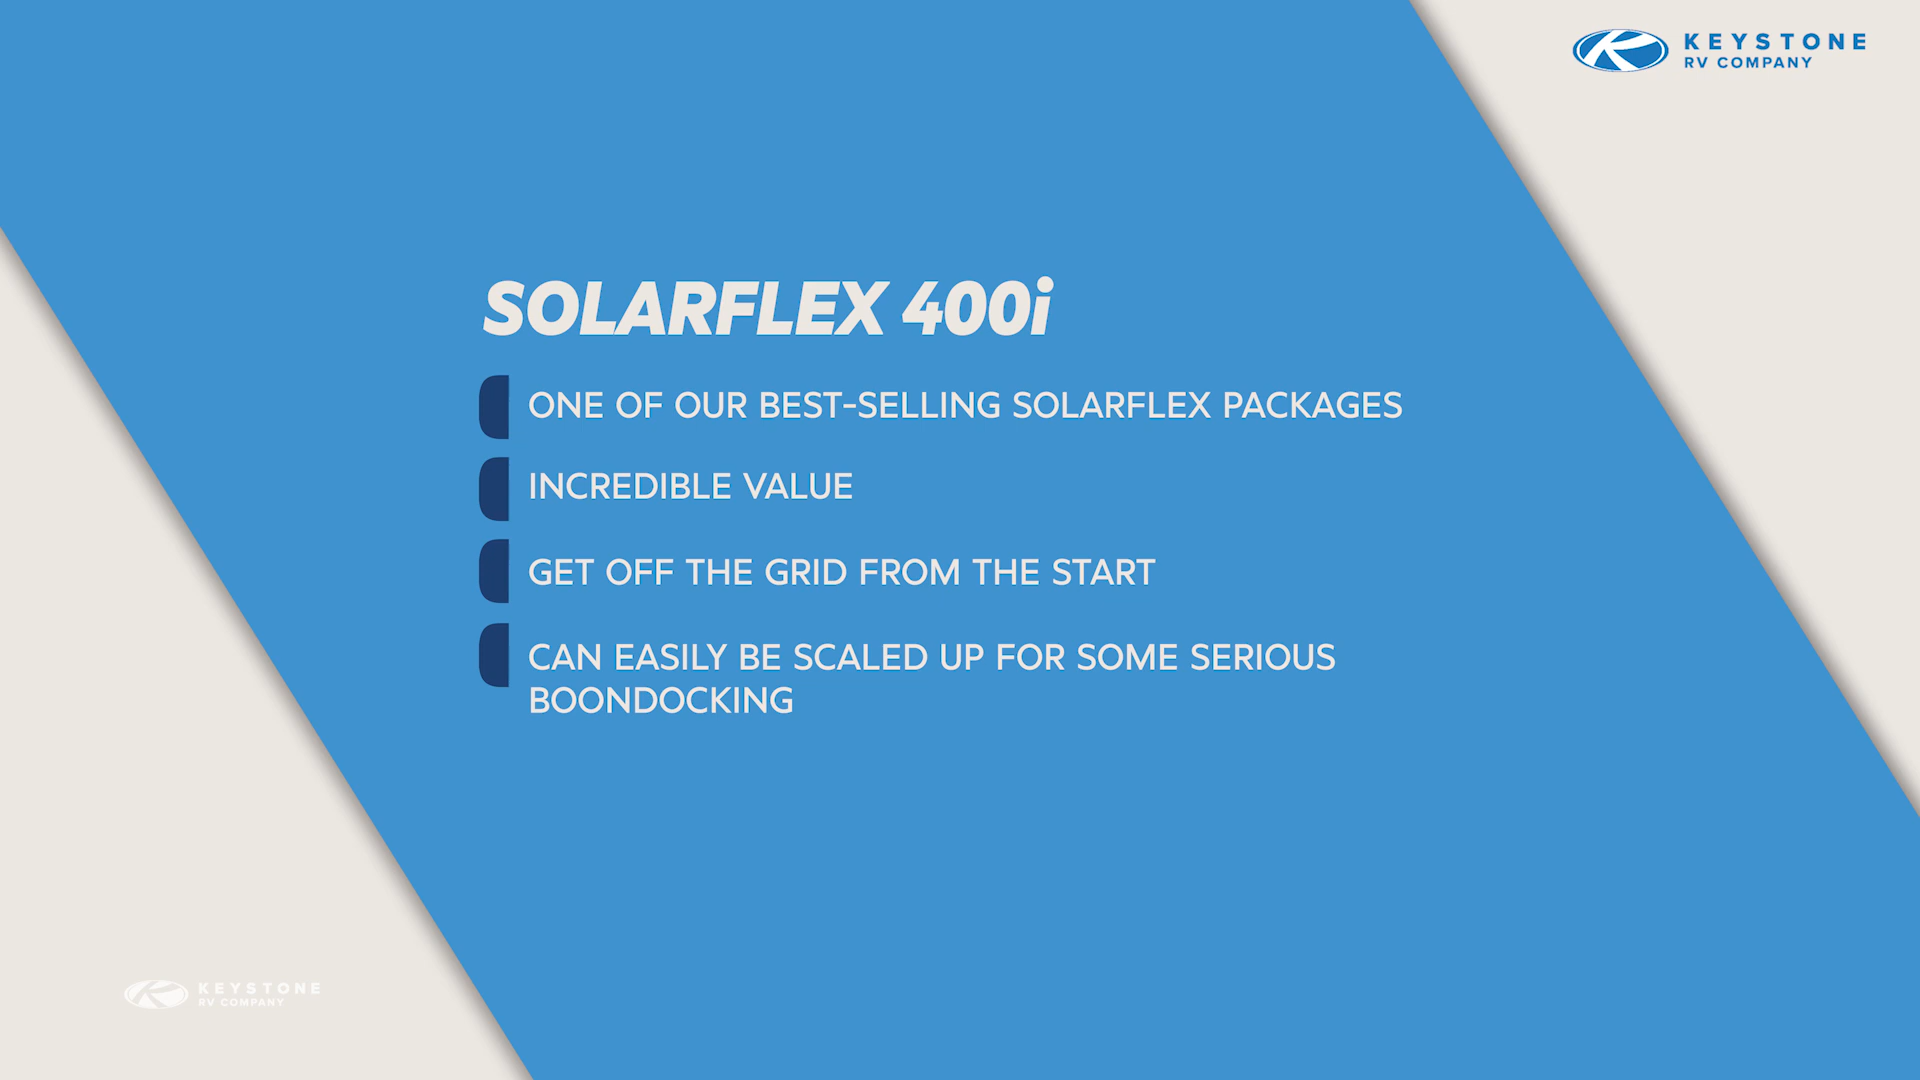 KEYSTONE
RV COMPANY
SOLARFLEX 400i
ONE OF OUR BEST-SELLING SOLARFLEX PACKAGES
INCREDIBLE VALUE
GET OFF THE GRID FROM THE START
CAN EASILY BE SCALED UP FOR SOME SERIOUS
BOONDOCKING
KEYSTONE
RV COMPANY